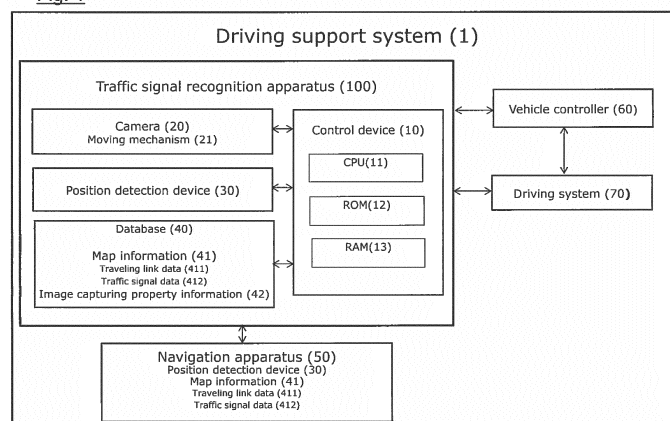 Driving support system (1)
Traffic signal recognition apparatus (100)
Camera (20)
Moving mechanism (21)
Position detection device (30)
Database (40)
Map information (41)
Traveling link data (411)
Traffic signal data (412)
Image capturing property information (42)
Control device (10)
CPU(11)
ROM(12)
RAM(13)
Vehicle controller (60)
Driving system (70)
Navigation apparatus (50)
Position detection device (30)
Map information (41)
Traveling link data (411)
Traffic signal data (412)